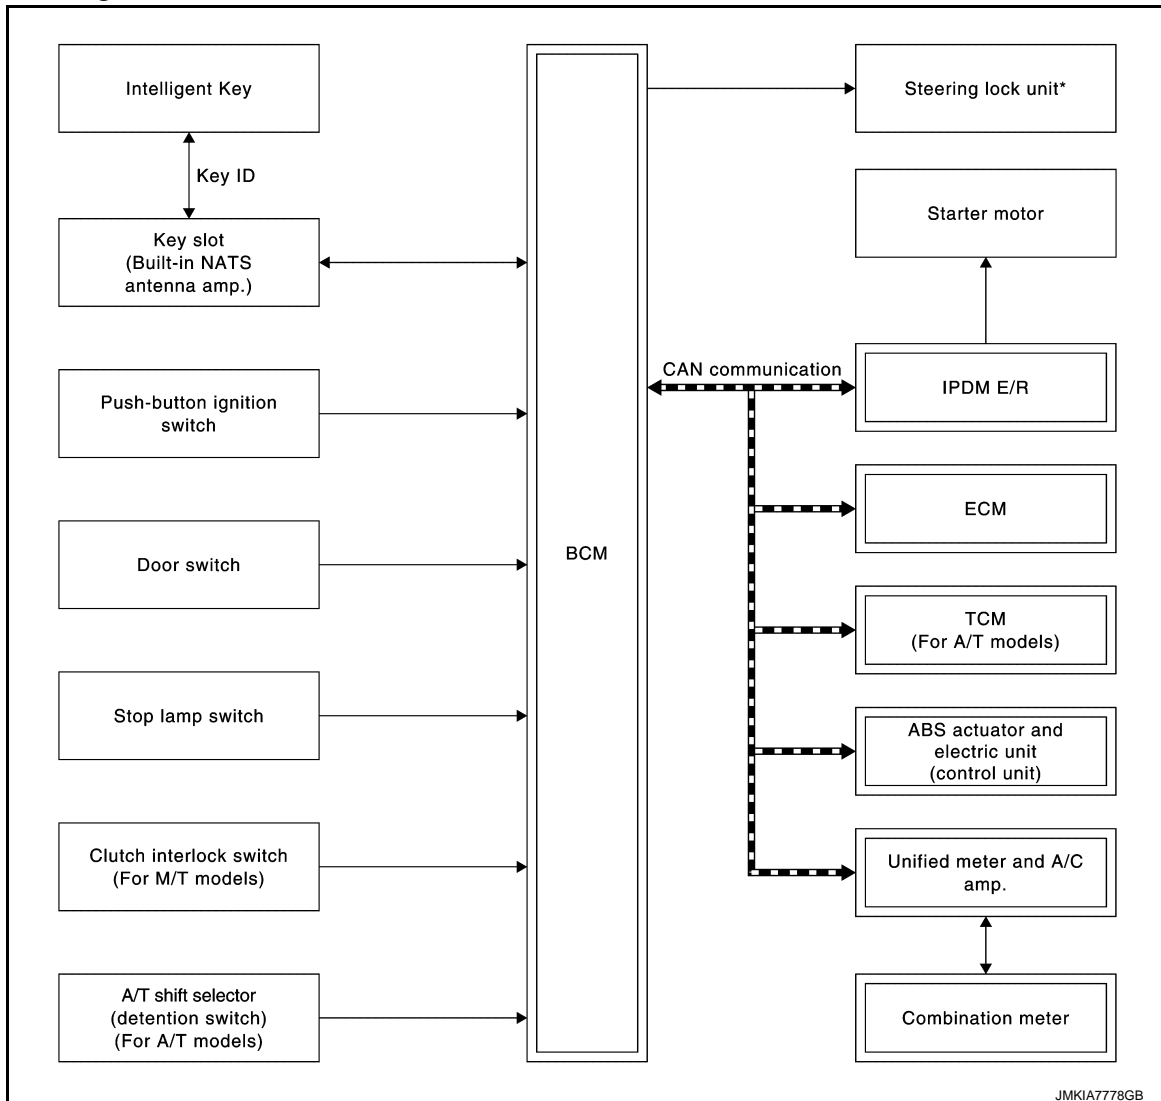 Intelligent Key
Key ID
Key slot
(Built-in NATS
antenna amp.)
Push-button ignition
switch
Door switch
Stop lamp switch
Clutch interlock switch
(For M/T models)
A/T shift selector
(detention switch)
(For A/T models)
BCM
CAN communication
Steering lock unit*
Starter motor
IPDM E/R
ECM
TCM
(For A/T models)
ABS actuator and
electric unit
(control unit)
Unified meter and A/C
amp.
Combination meter
JMKIA7778GB